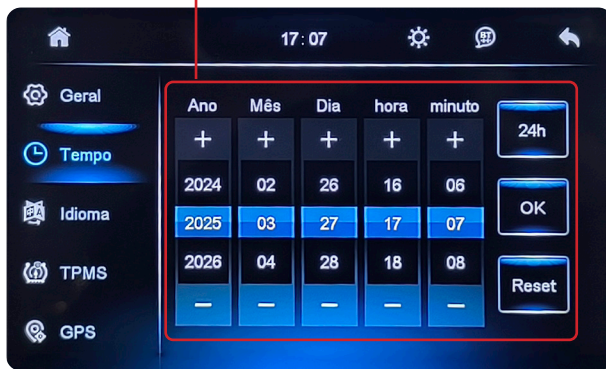 17:07
BT
Geral
Tempo
Idioma
TPMS
GPS
Ano Mês Dia hora minuto
+ + + + +
2024 02 26 16 06
2025 03 27 17 07
2026 04 28 18 08
− − − − −
24h
OK
Reset